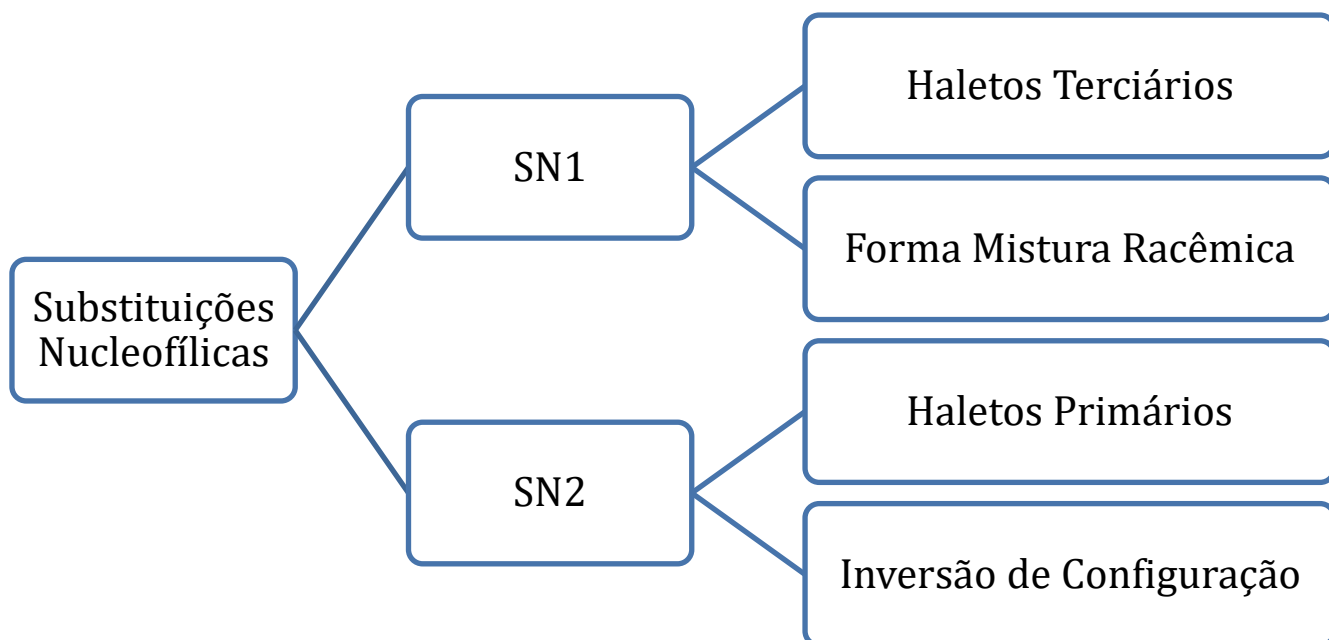 Substituições
Nucleofílicas
SN1
Haletos Terciários
Forma Mistura Racêmica
SN2
Haletos Primários
Inversão de Configuração